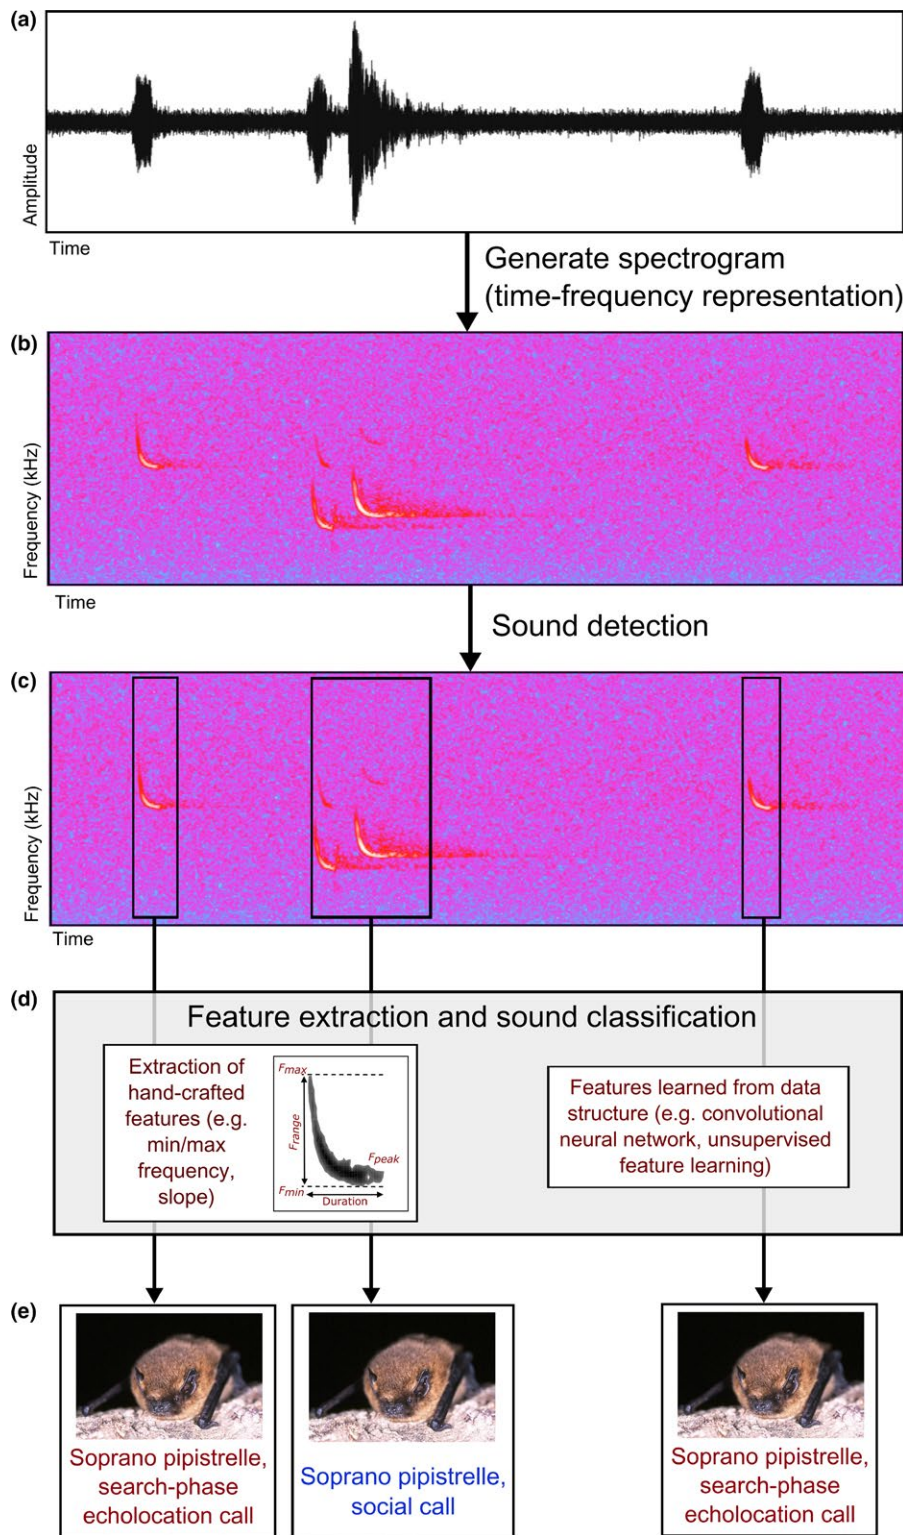 (a)
Amplitude
Time
Generate spectrogram
(time-frequency representation)
(b)
Frequency (kHz)
Time
Sound detection
(c)
Frequency (kHz)
Time
(d)
Feature extraction and sound classification
Extraction of
hand-crafted
features (e.g.
min/max
frequency,
slope)
Fmax
Frange
Fpeak
Fmin
Duration
Features learned from data
structure (e.g. convolutional
neural network, unsupervised
feature learning)
(e)
Soprano pipistrelle,
search-phase
echolocation call
Soprano pipistrelle,
social call
Soprano pipistrelle,
search-phase
echolocation call